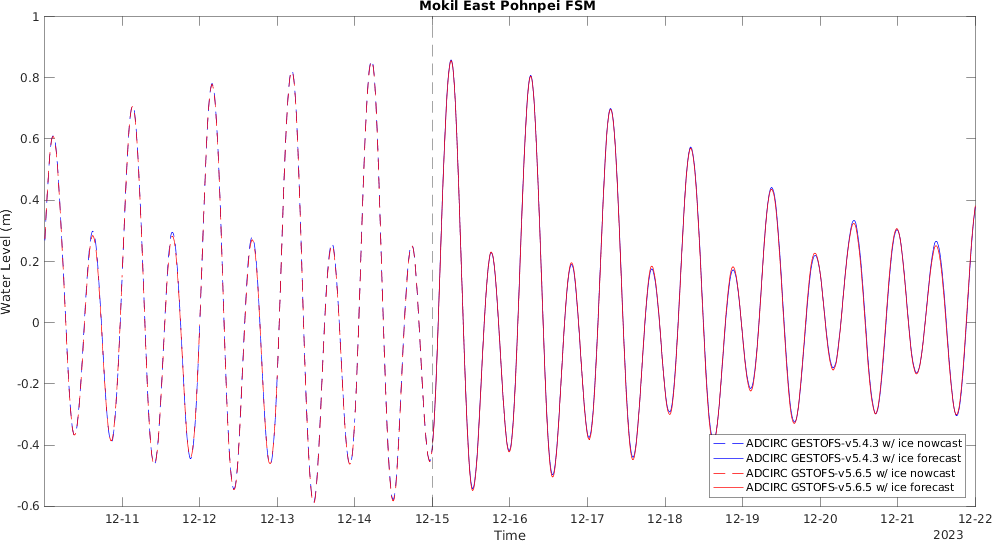 Mokil East Pohnpei FSM
1
0.8
0.6
0.4
0.2
0
-0.2
-0.4
-0.6
Water Level (m)
ADCIRC GESTOFS-v5.4.3 w/ ice nowcast
ADCIRC GESTOFS-v5.4.3 w/ ice forecast
ADCIRC GSTOFS-v5.6.5 w/ ice nowcast
ADCIRC GSTOFS-v5.6.5 w/ ice forecast
12-11 12-12 12-13 12-14 12-15 12-16 12-17 12-18 12-19 12-20 12-21 12-22
Time
2023